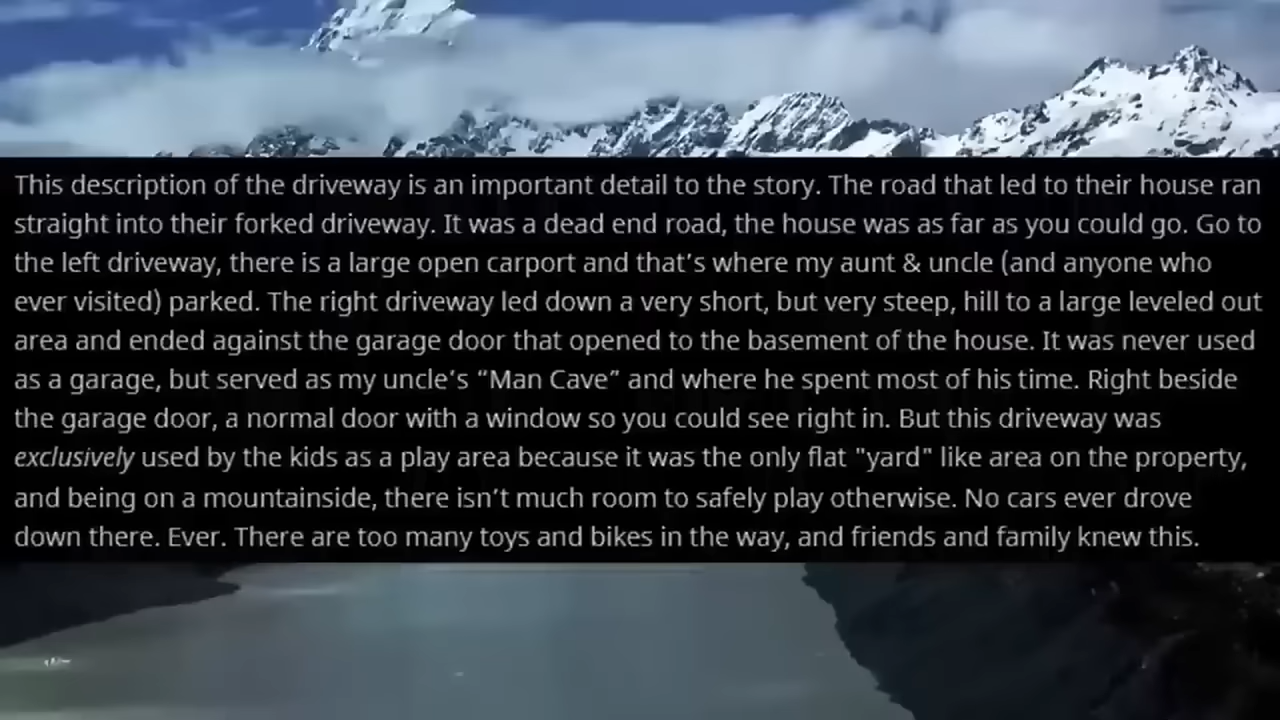 This description of the driveway is an important detail to the story. The road that led to their house ran
straight into their forked driveway. It was a dead end road, the house was as far as you could go. Go to
the left driveway, there is a large open carport and that’s where my aunt & uncle (and anyone who
ever visited) parked. The right driveway led down a very short, but very steep, hill to a large leveled out
area and ended against the garage door that opened to the basement of the house. It was never used
as a garage, but served as my uncle’s “Man Cave” and where he spent most of his time. Right beside
the garage door, a normal door with a window so you could see right in. But this driveway was
exclusively used by the kids as a play area because it was the only flat "yard" like area on the property,
and being on a mountainside, there isn’t much room to safely play otherwise. No cars ever drove
down there. Ever. There are too many toys and bikes in the way, and friends and family knew this.